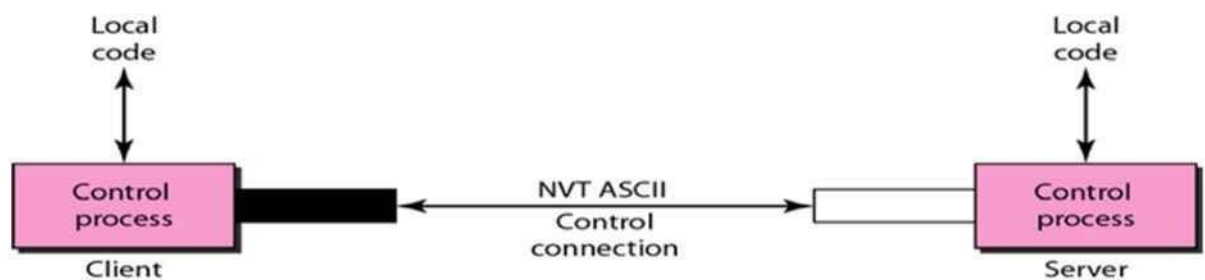 Local
code
Local
code
Control
process
NVT ASCII
Control
connection
Control
process
Client
Server